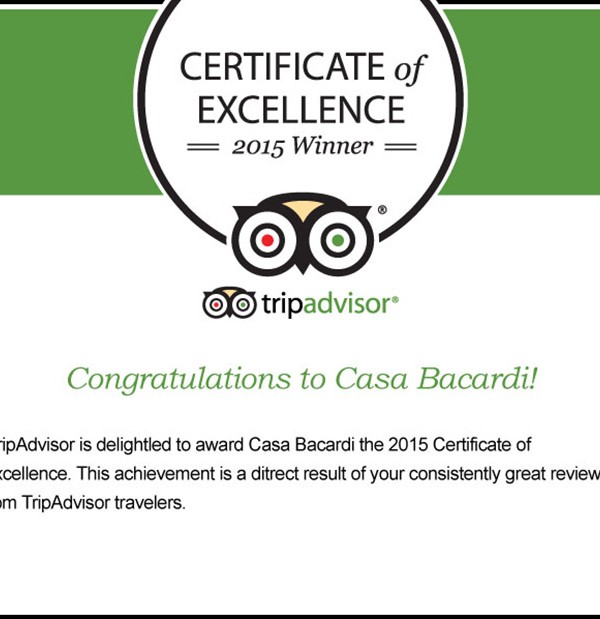 CERTIFICATE of
EXCELLENCE
2015 Winner
®
tripadvisor®
Congratulations to Casa Bacardi!
ripAdvisor is delightled to award Casa Bacardi the 2015 Certificate of
xcellence. This achievement is a ditrect result of your consistently great review
om TripAdvisor travelers.